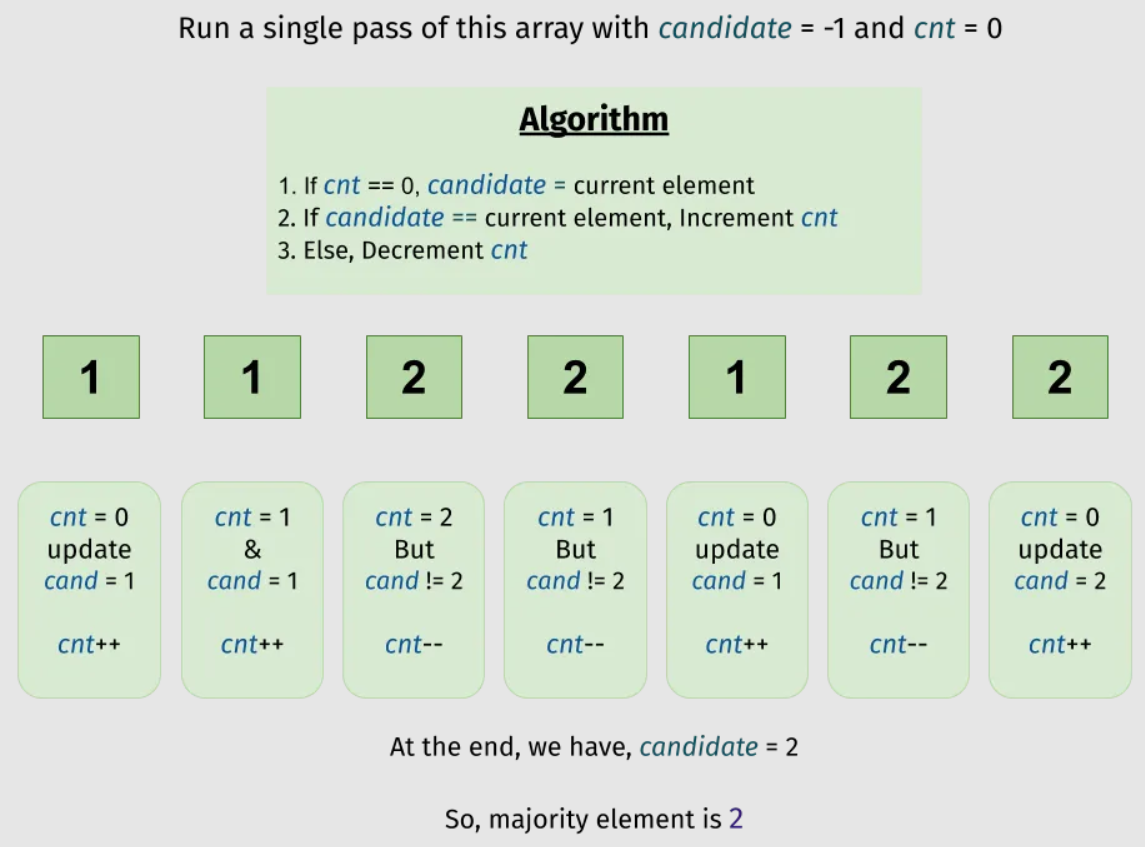 Run a single pass of this array with candidate = -1 and cnt = 0
Algorithm
1. If cnt == 0, candidate = current element
2. If candidate == current element, Increment cnt
3. Else, Decrement cnt
1 1 2 2 1 2 2
cnt = 0
update
cand = 1
cnt++
cnt = 1
&
cand = 1
cnt++
cnt = 2
But
cand != 2
cnt--
cnt = 1
But
cand != 2
cnt--
cnt = 0
update
cand = 1
cnt++
cnt = 1
But
cand != 2
cnt--
cnt = 0
update
cand = 2
cnt++
At the end, we have, candidate = 2
So, majority element is 2